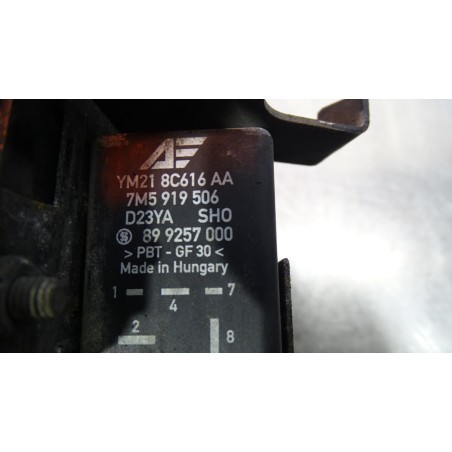 AE
YM21 8C616 AA
7M5 919 506
D23YA SHO
S 89 9257 000
> PBT - GF 30 <
Made in Hungary
1 4 7
2 8